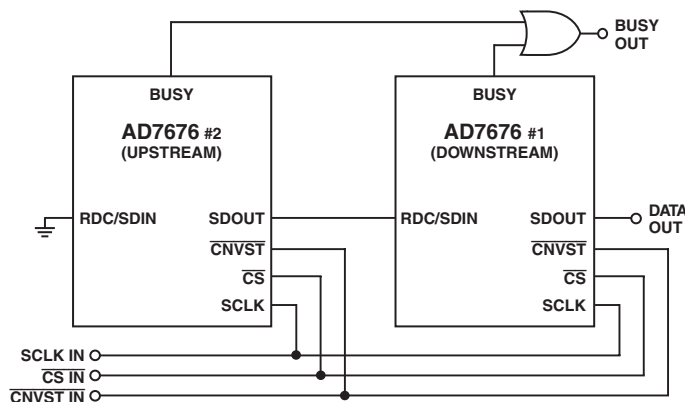 BUSY
OUT
BUSY
AD7676 #2
(UPSTREAM)
RDC/SDIN
SDOUT
CNVST
CS
SCLK
BUSY
AD7676 #1
(DOWNSTREAM)
RDC/SDIN
SDOUT
CNVST
CS
SCLK
DATA
OUT
SCLK IN
CS IN
CNVST IN